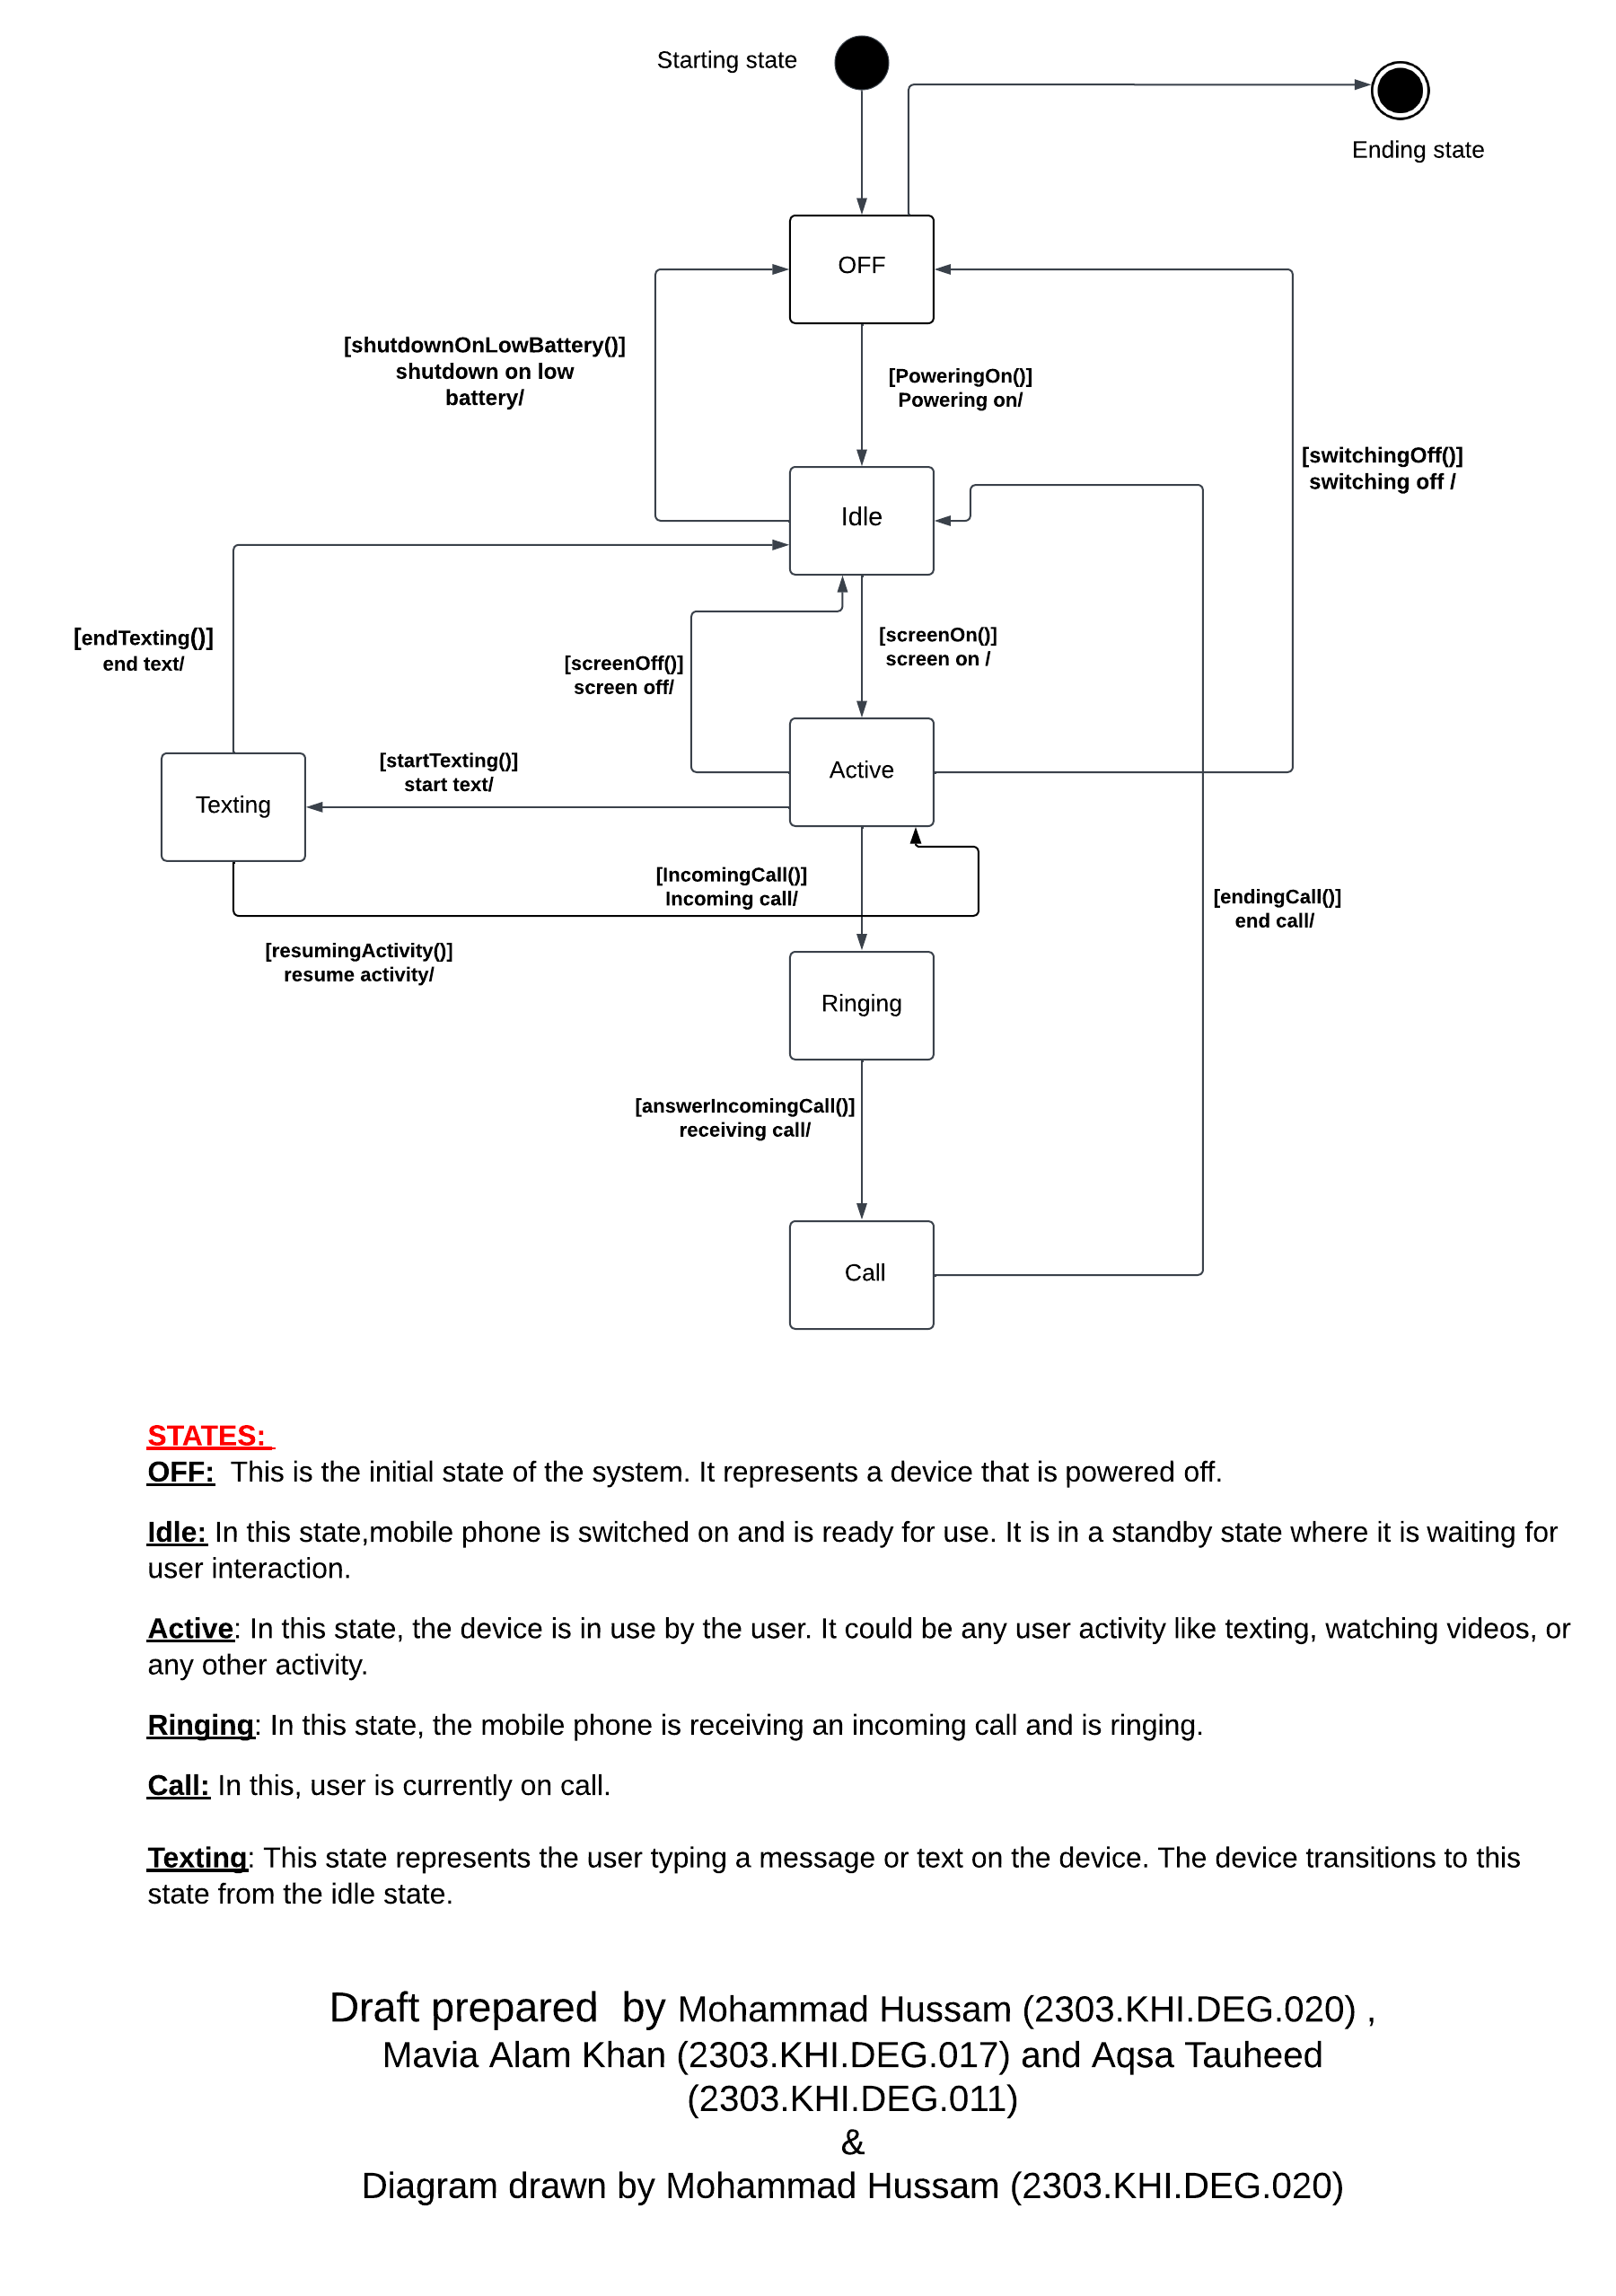 Starting state
Ending state
OFF
[shutdownOnLowBattery()]
shutdown on low
battery/
[PoweringOn()]
Powering on/
[switchingOff()]
switching off /
Idle
[endTexting()]
end text/
[screenOff()]
screen off/
[screenOn()]
screen on /
Active
[startTexting()]
start text/
Texting
[IncomingCall()]
Incoming call/
[endingCall()]
end call/
[resumingActivity()]
resume activity/
Ringing
[answerIncomingCall()]
receiving call/
Call
STATES:
OFF:  This is the initial state of the system. It represents a device that is powered off.
Idle: In this state,mobile phone is switched on and is ready for use. It is in a standby state where it is waiting for
user interaction.
Active: In this state, the device is in use by the user. It could be any user activity like texting, watching videos, or
any other activity.
Ringing: In this state, the mobile phone is receiving an incoming call and is ringing.
Call: In this, user is currently on call.
Texting: This state represents the user typing a message or text on the device. The device transitions to this
state from the idle state.
Draft prepared  by Mohammad Hussam (2303.KHI.DEG.020) ,
Mavia Alam Khan (2303.KHI.DEG.017) and Aqsa Tauheed
(2303.KHI.DEG.011)
&
Diagram drawn by Mohammad Hussam (2303.KHI.DEG.020)